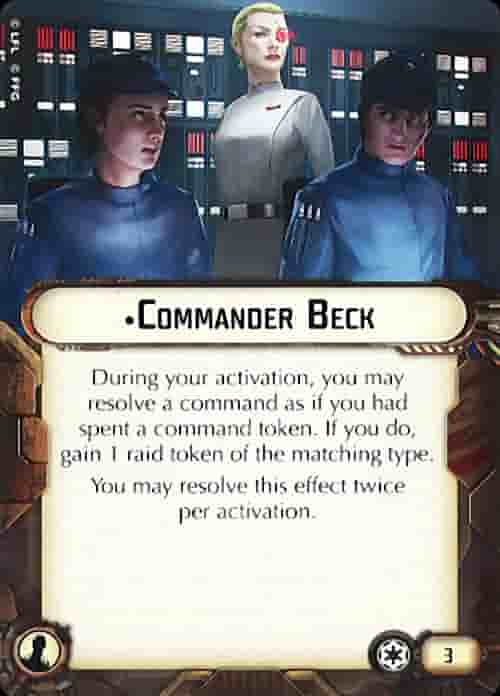 © LFL © FFG
•Commander Beck
During your activation, you may
resolve a command as if you had
spent a command token. If you do,
gain 1 raid token of the matching type.
You may resolve this effect twice
per activation.
3